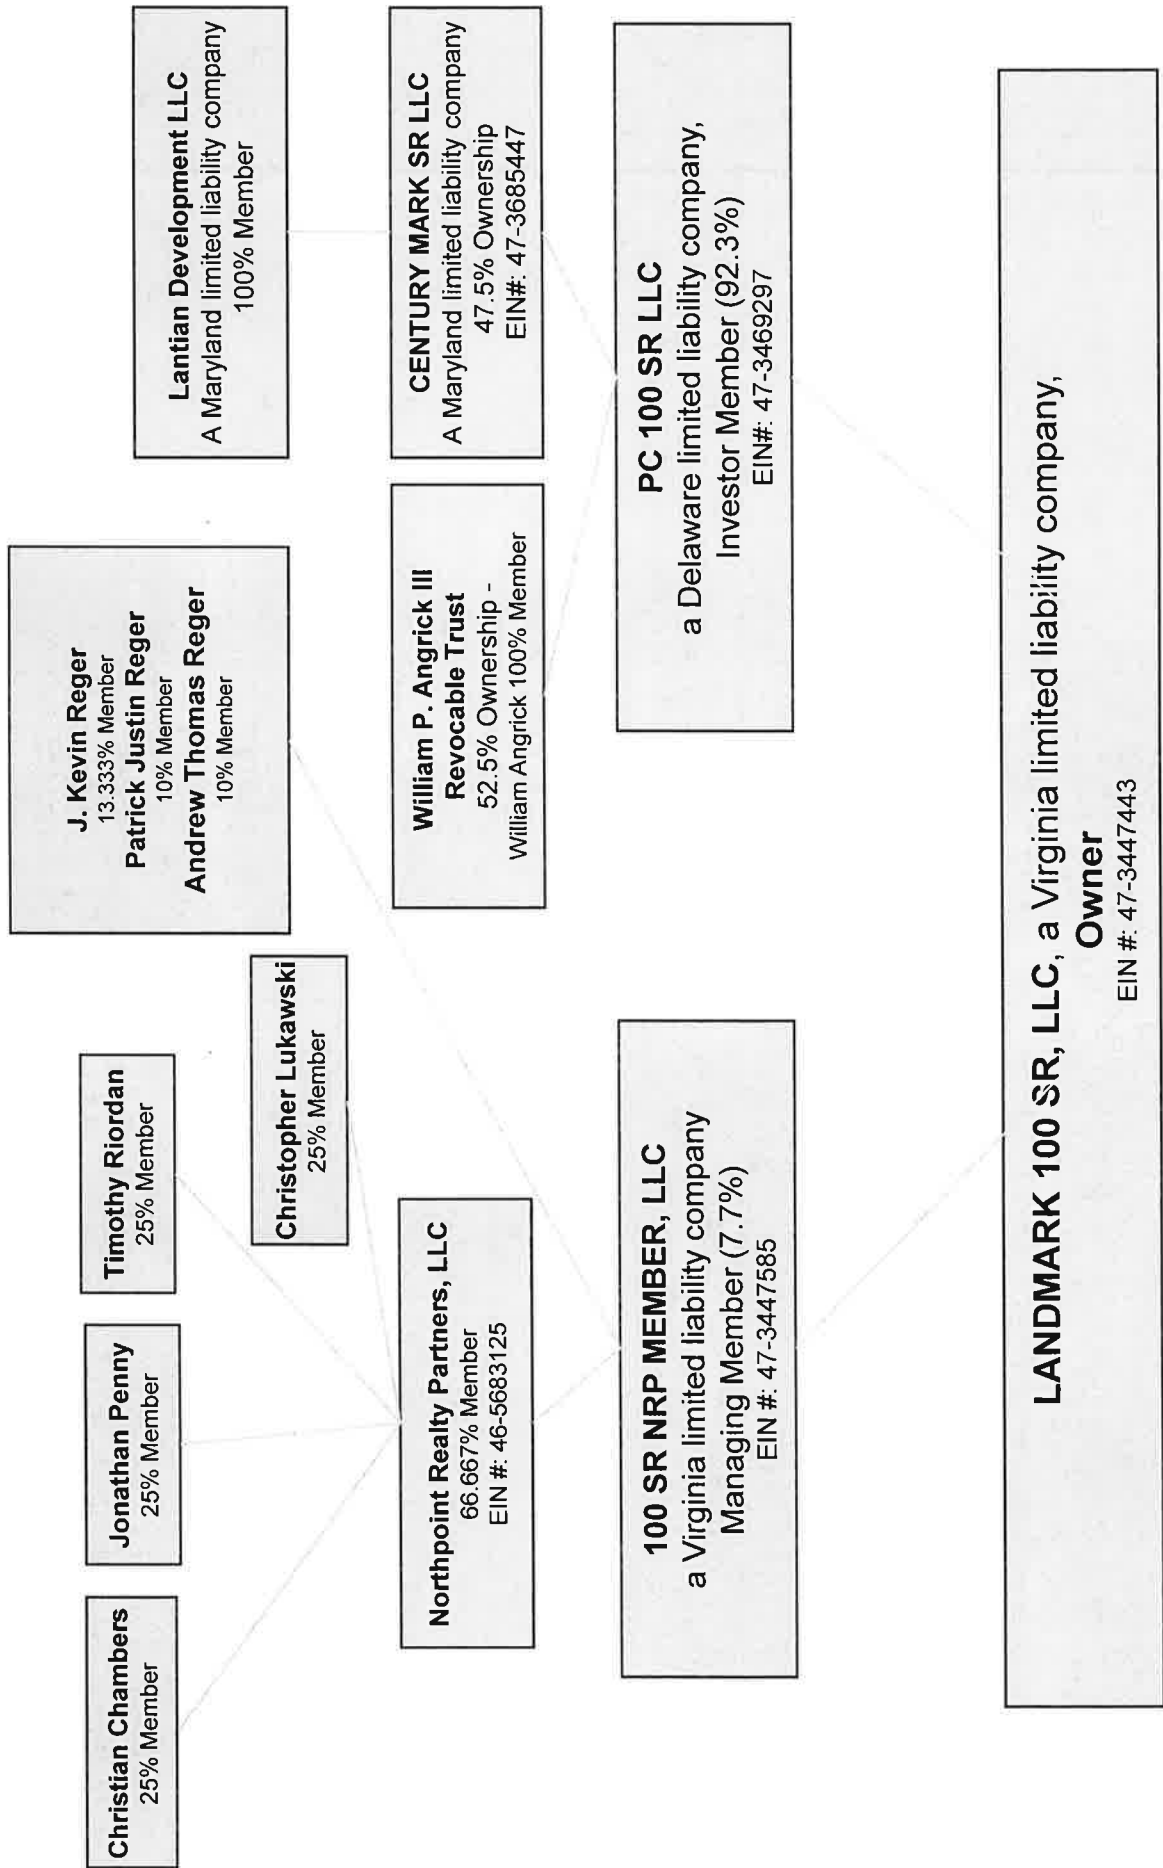 Christian Chambers
25% Member
Jonathan Penny
25% Member
Timothy Riordan
25% Member
Christopher Lukawski
25% Member
J. Kevin Reger
13.333% Member
Patrick Justin Reger
10% Member
Andrew Thomas Reger
10% Member
Lantian Development LLC
A Maryland limited liability company
100% Member
Northpoint Realty Partners, LLC
66.667% Member
EIN #: 46-5683125
William P. Angrick III
Revocable Trust
52.5% Ownership -
William Angrick 100% Member
CENTURY MARK SR LLC
A Maryland limited liability company
47.5% Ownership
EIN#: 47-3685447
100 SR NRP MEMBER, LLC
a Virginia limited liability company
Managing Member (7.7%)
EIN #: 47-3447585
PC 100 SR LLC
a Delaware limited liability company,
Investor Member (92.3%)
EIN#: 47-3469297
LANDMARK 100 SR, LLC, a Virginia limited liability company,
Owner
EIN #: 47-3447443